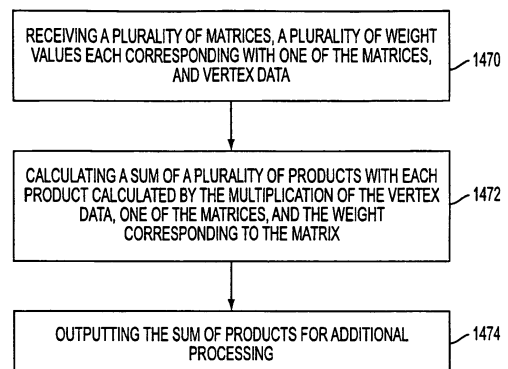 RECEIVING A PLURALITY OF MATRICES, A PLURALITY OF WEIGHT
VALUES EACH CORRESPONDING WITH ONE OF THE MATRICES,
AND VERTEX DATA
1470
CALCULATING A SUM OF A PLURALITY OF PRODUCTS WITH EACH
PRODUCT CALCULATED BY THE MULTIPLICATION OF THE VERTEX
DATA, ONE OF THE MATRICES, AND THE WEIGHT
CORRESPONDING TO THE MATRIX
1472
OUTPUTTING THE SUM OF PRODUCTS FOR ADDITIONAL
PROCESSING
1474